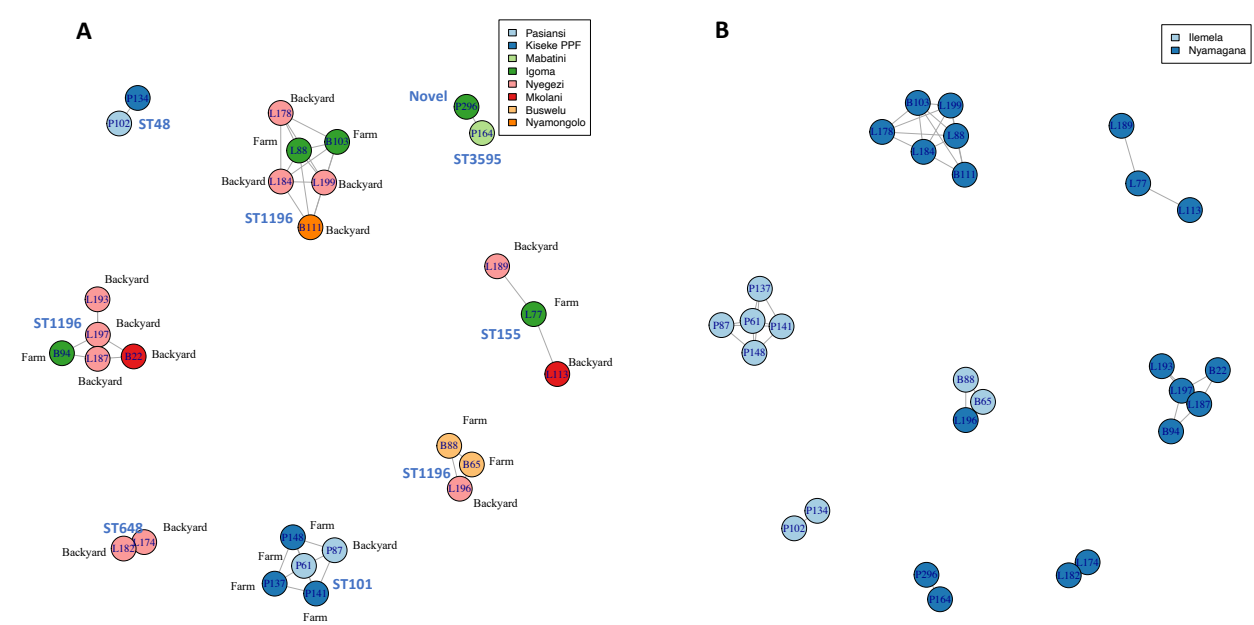 A
Pasiansi
Kiseke PPF
Mabatini
Igoma
Nyegezi
Mkolani
Buswelu
Nyamongolo
P134
P102
ST48
Backyard
L178
Farm
L88
B103
Farm
Backyard
L184
L199
Backyard
ST1196
B111
Backyard
Novel
P296
P164
ST3595
Backyard
L193
ST1196
Backyard
L197
Farm
B94
L187
B22
Backyard
Backyard
Backyard
L189
Farm
L77
ST155
Backyard
L113
Farm
B88
B65
Farm
ST1196
L196
Backyard
ST648
Backyard
L174
Backyard
L182
Farm
P148
P87
Backyard
Farm
P61
Farm
P137
P141
ST101
Farm
B
Ilemela
Nyamagana
B103
L199
L178
L88
L184
B111
L189
L77
L113
P137
P87
P61
P141
P148
B88
B65
L196
L193
B22
L197
L187
B94
P134
P102
P296
P164
L174
L182